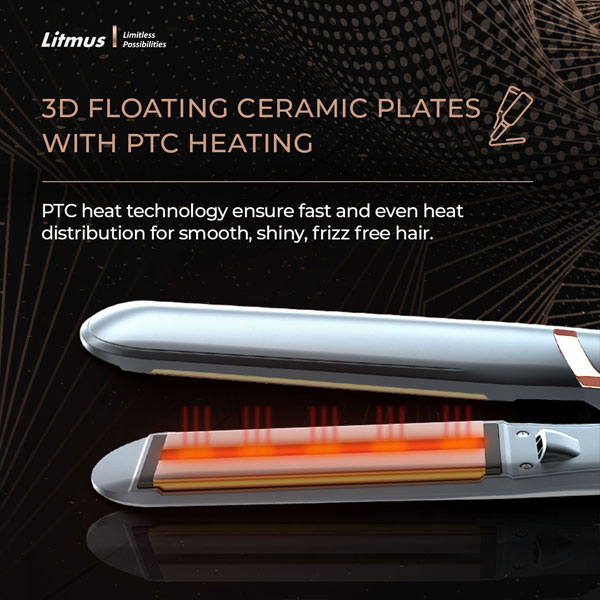 Litmus
Limitless
Possibilities
3D FLOATING CERAMIC PLATES
WITH PTC HEATING
PTC heat technology ensure fast and even heat
distribution for smooth, shiny, frizz free hair.